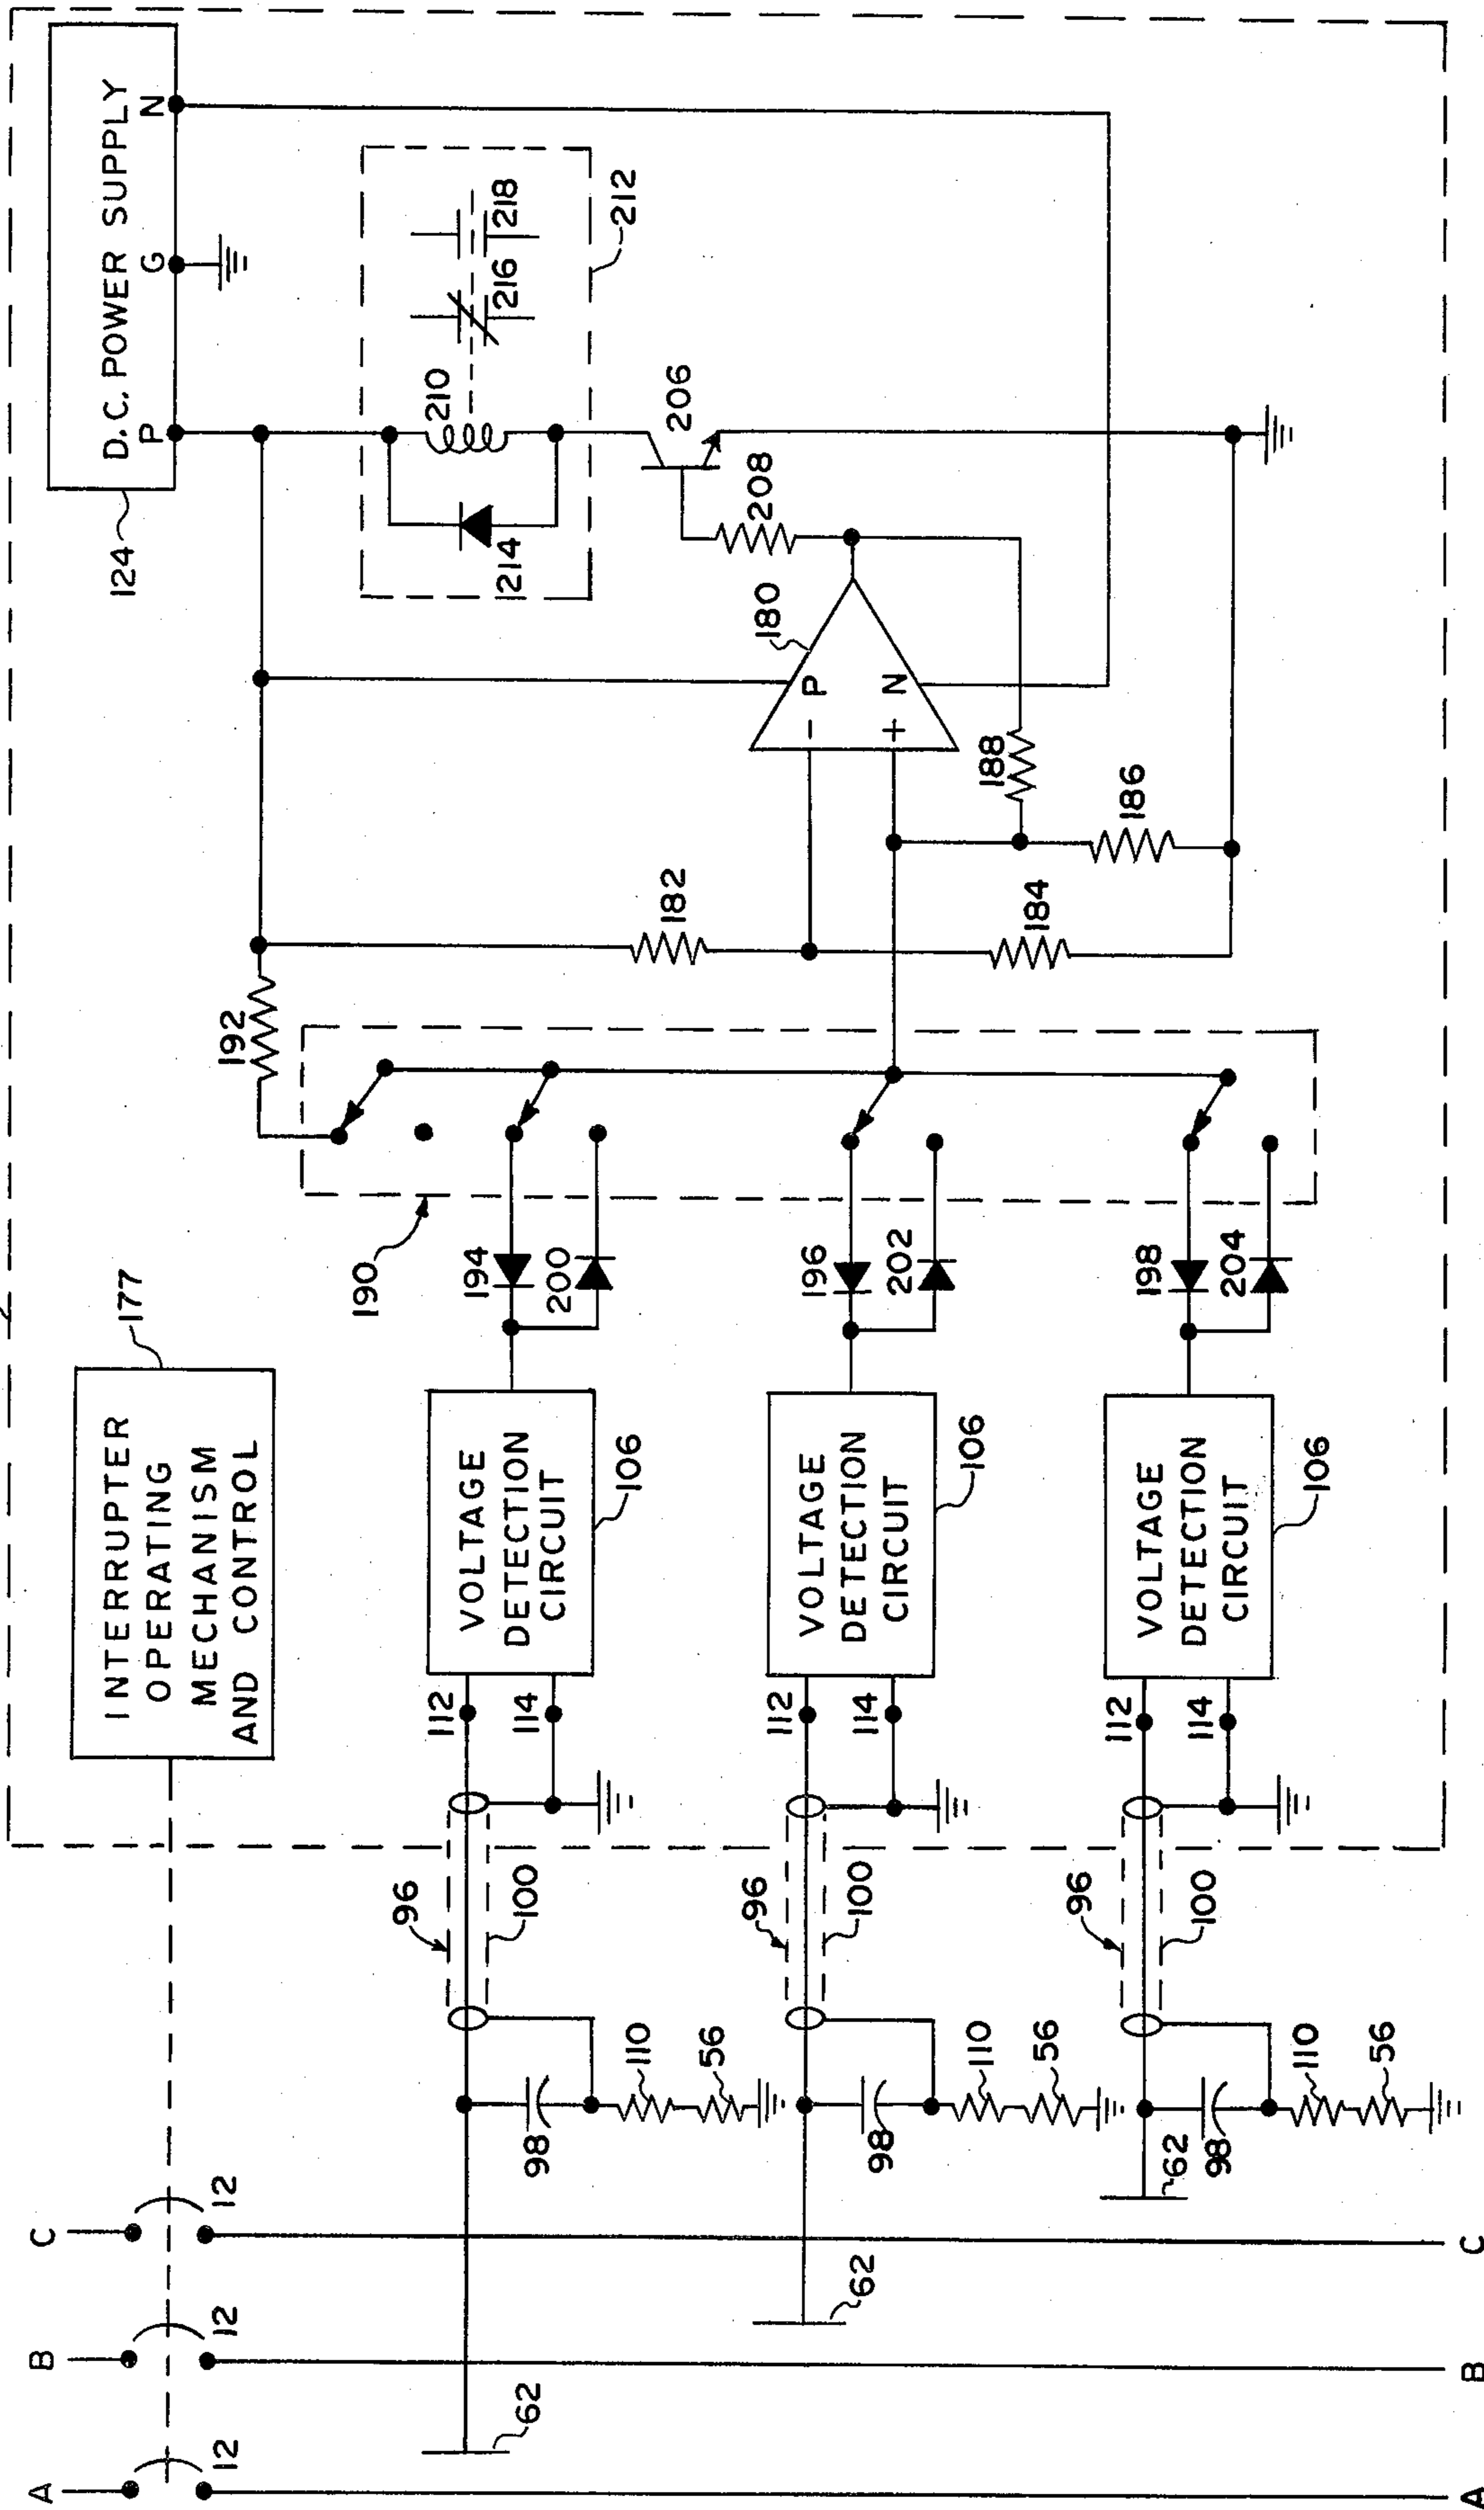 D.C. POWER SUPPLY
P
G
N
124
210
216
218
212
214
206
208
180
P
N
-
+
188
186
182
184
192
190
177
INTERRUPTER
OPERATING
MECHANISM
AND CONTROL
194
200
196
202
198
204
VOLTAGE
DETECTION
CIRCUIT
106
VOLTAGE
DETECTION
CIRCUIT
106
VOLTAGE
DETECTION
CIRCUIT
106
112
114
112
114
112
114
96
100
96
100
96
100
98
110
56
98
110
56
98
110
56
62
62
62
12
12
12
A
B
C
A
B
C